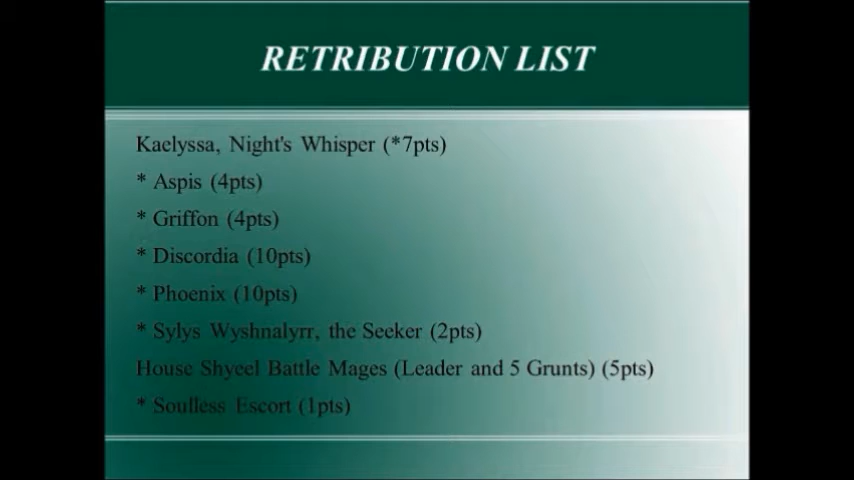 RETRIBUTION LIST
Kaelyssa, Night's Whisper (*7pts)
* Aspis (4pts)
* Griffon (4pts)
* Discordia (10pts)
* Phoenix (10pts)
* Sylys Wyshnalyrr, the Seeker (2pts)
House Shyeel Battle Mages (Leader and 5 Grunts) (5pts)
* Soulless Escort (1pts)